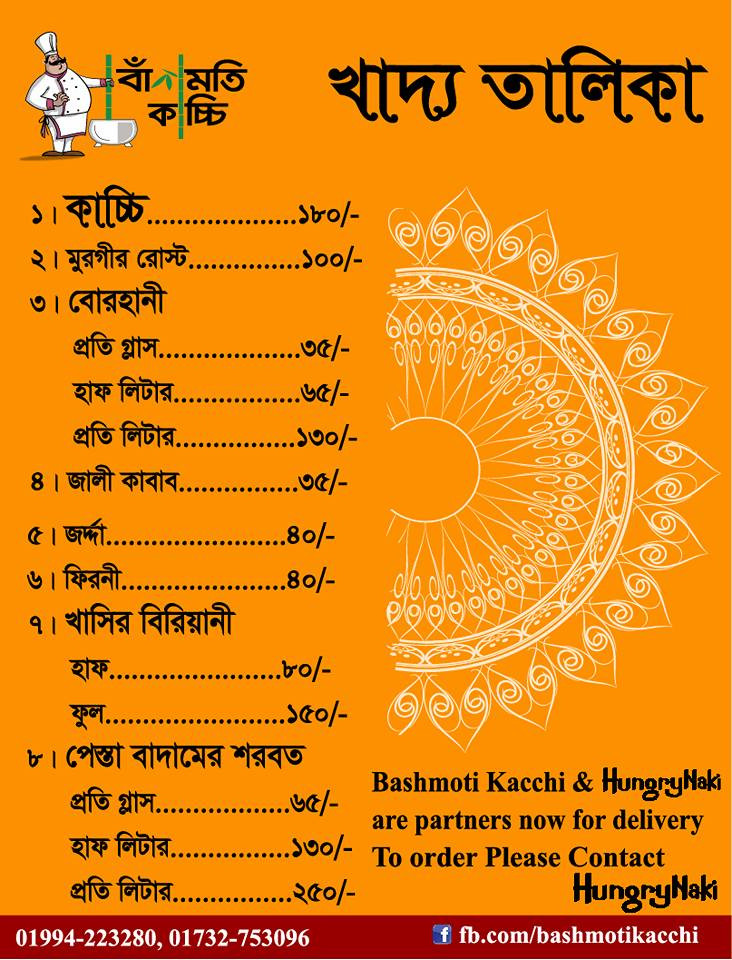 বাঁশমতি
কাচ্চি
খাদ্য তালিকা
১। কাচ্চি....................১৮০/-
২। মুরগীর রোস্ট...............১০০/-
৩। বোরহানী
প্রতি গ্লাস...................৩৫/-
হাফ লিটার.................৬৫/-
প্রতি লিটার................১৩০/-
৪। জালী কাবাব................৩৫/-
৫। জর্দ্দা........................৪০/-
৬। ফিরনী......................৪০/-
৭। খাসির বিরিয়ানী
হাফ.......................৮০/-
ফুল........................১৫০/-
৮। পেস্তা বাদামের শরবত
প্রতি গ্লাস..................৬৫/-
হাফ লিটার................১৩০/-
প্রতি লিটার................২৫০/-
Bashmoti Kacchi & HungryNaki
are partners now for delivery
To order Please Contact
HungryNaki
01994-223280, 01732-753096
f fb.com/bashmotikacchi